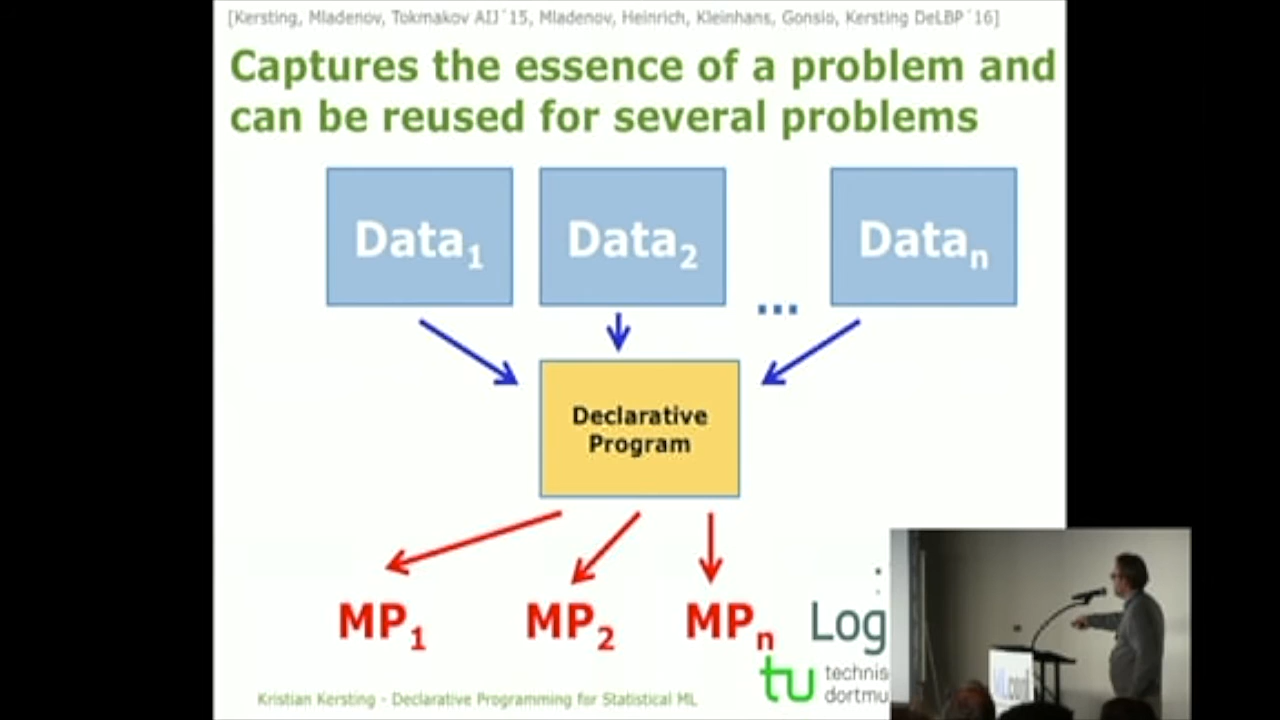 [Kersting, Mladenov, Tokmakov AIJ´15, Mladenov, Heinrich, Kleinhans, Gonsio, Kersting DeLBP´16]
Captures the essence of a problem and
can be reused for several problems
Data1 Data2 ... Datan
Declarative
Program
MP1 MP2 MPn Log
tu technis
dortmu
Kristian Kersting - Declarative Programming for Statistical ML